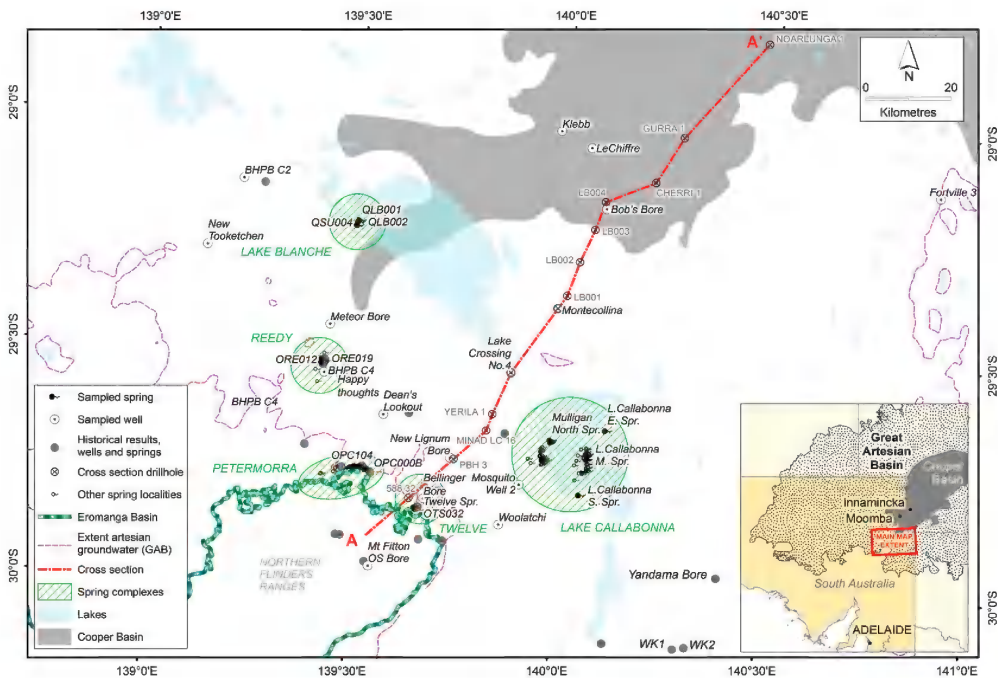 139°0'E
139°30'E
140°0'E
140°30'E
A'
N
0
20
Kilometres
29°0'S
29°0'S
Klebb
LeChiffre
GURRA 1
CHERRI 1
BHPB C2
LB004
Bob's Bore
Fortville 3
QLB001
QSU004
QLB002
New
Tooketchen
LB003
LAKE BLANCHE
LB002
LB001
Montecollina
Meteor Bore
29°30'S
29°30'S
REEDY
Lake
Crossing
No.4
ORE012
ORE019
BHPB C4
Happy
thoughts
BHPB C4
Dean's
Lookout
YERILA 1
Mulligan
North Spr.
L.Callabonna
E. Spr.
MINAD LC 16
New Lignum
Bore
L.Callabonna
M. Spr.
PETERMORRA
OPC104
OPC000B
PBH 3
Bellinger
Bore
Mosquito
Well 2
L.Callabonna
S. Spr.
Twelve Spr.
OTS032
TWELVE
Woolatchi
LAKE CALLABONNA
A
Mt Fitton
OS Bore
NORTHERN
FLINDER'S
RANGES
30°0'S
30°0'S
Yandama Bore
WK1
WK2
Sampled spring
Sampled well
Historical results,
wells and springs
Cross section drillhole
Other spring localities
Eromanga Basin
Extent artesian
groundwater (GAB)
Cross section
Spring complexes
Lakes
Cooper Basin
Great
Artesian
Basin
Cooper
Basin
Innamincka
Moomba
MAIN MAP
EXTENT
South Australia
ADELAIDE
139°0'E
139°30'E
140°0'E
140°30'E
141°0'E